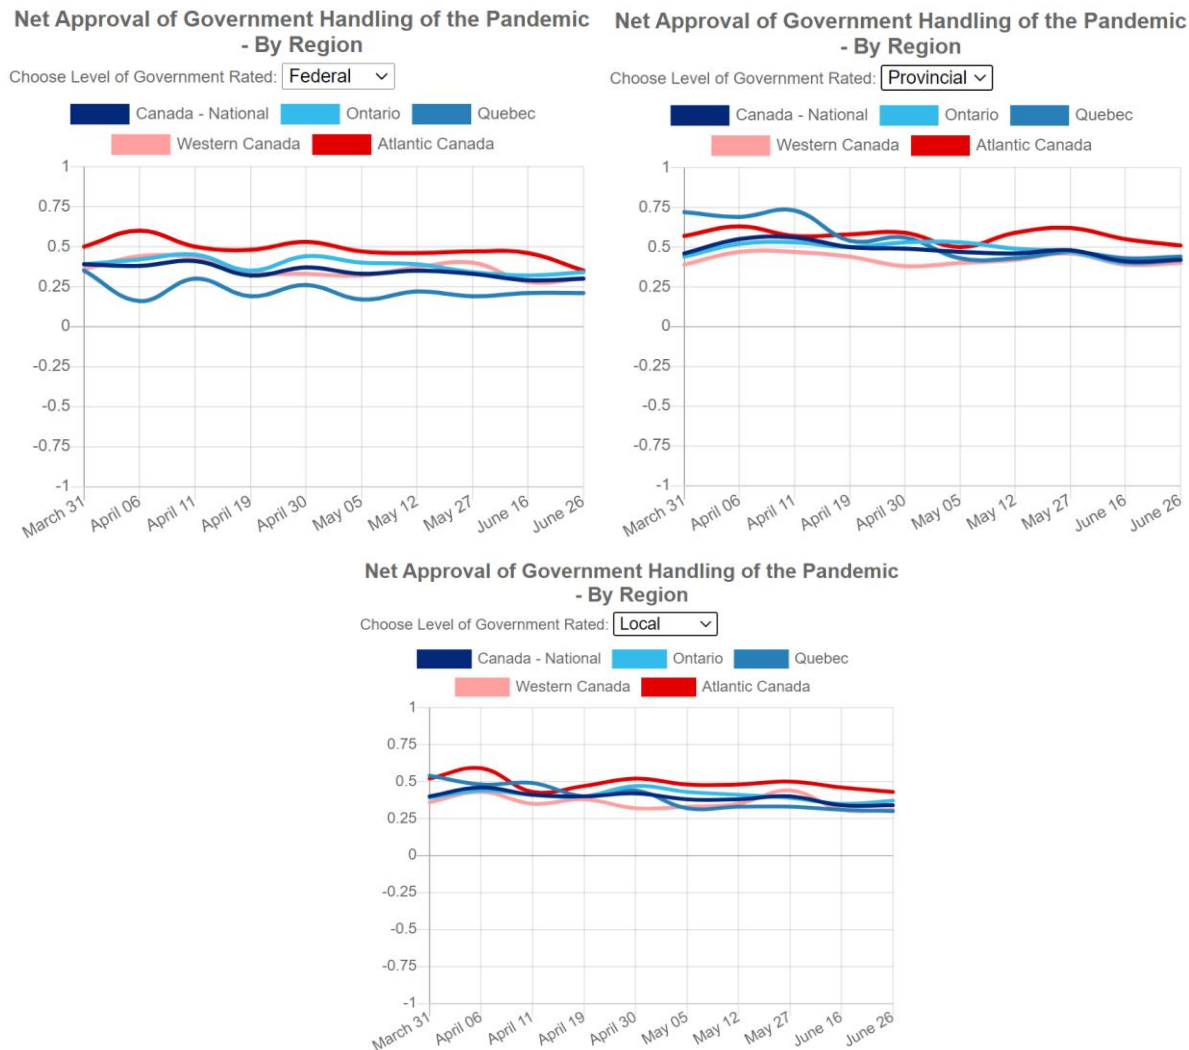 Net Approval of Government Handling of the Pandemic
- By Region
Choose Level of Government Rated: Federal
Canada - National Ontario Quebec
Western Canada Atlantic Canada
1
0.75
0.5
0.25
0
-0.25
-0.5
-0.75
-1
March 31 April 06 April 11 April 19 April 30 May 05 May 12 May 27 June 16 June 26
Net Approval of Government Handling of the Pandemic
- By Region
Choose Level of Government Rated: Provincial
Canada - National Ontario Quebec
Western Canada Atlantic Canada
1
0.75
0.5
0.25
0
-0.25
-0.5
-0.75
-1
March 31 April 06 April 11 April 19 April 30 May 05 May 12 May 27 June 16 June 26
Net Approval of Government Handling of the Pandemic
- By Region
Choose Level of Government Rated: Local
Canada - National Ontario Quebec
Western Canada Atlantic Canada
1
0.75
0.5
0.25
0
-0.25
-0.5
-0.75
-1
March 31 April 06 April 11 April 19 April 30 May 05 May 12 May 27 June 16 June 26